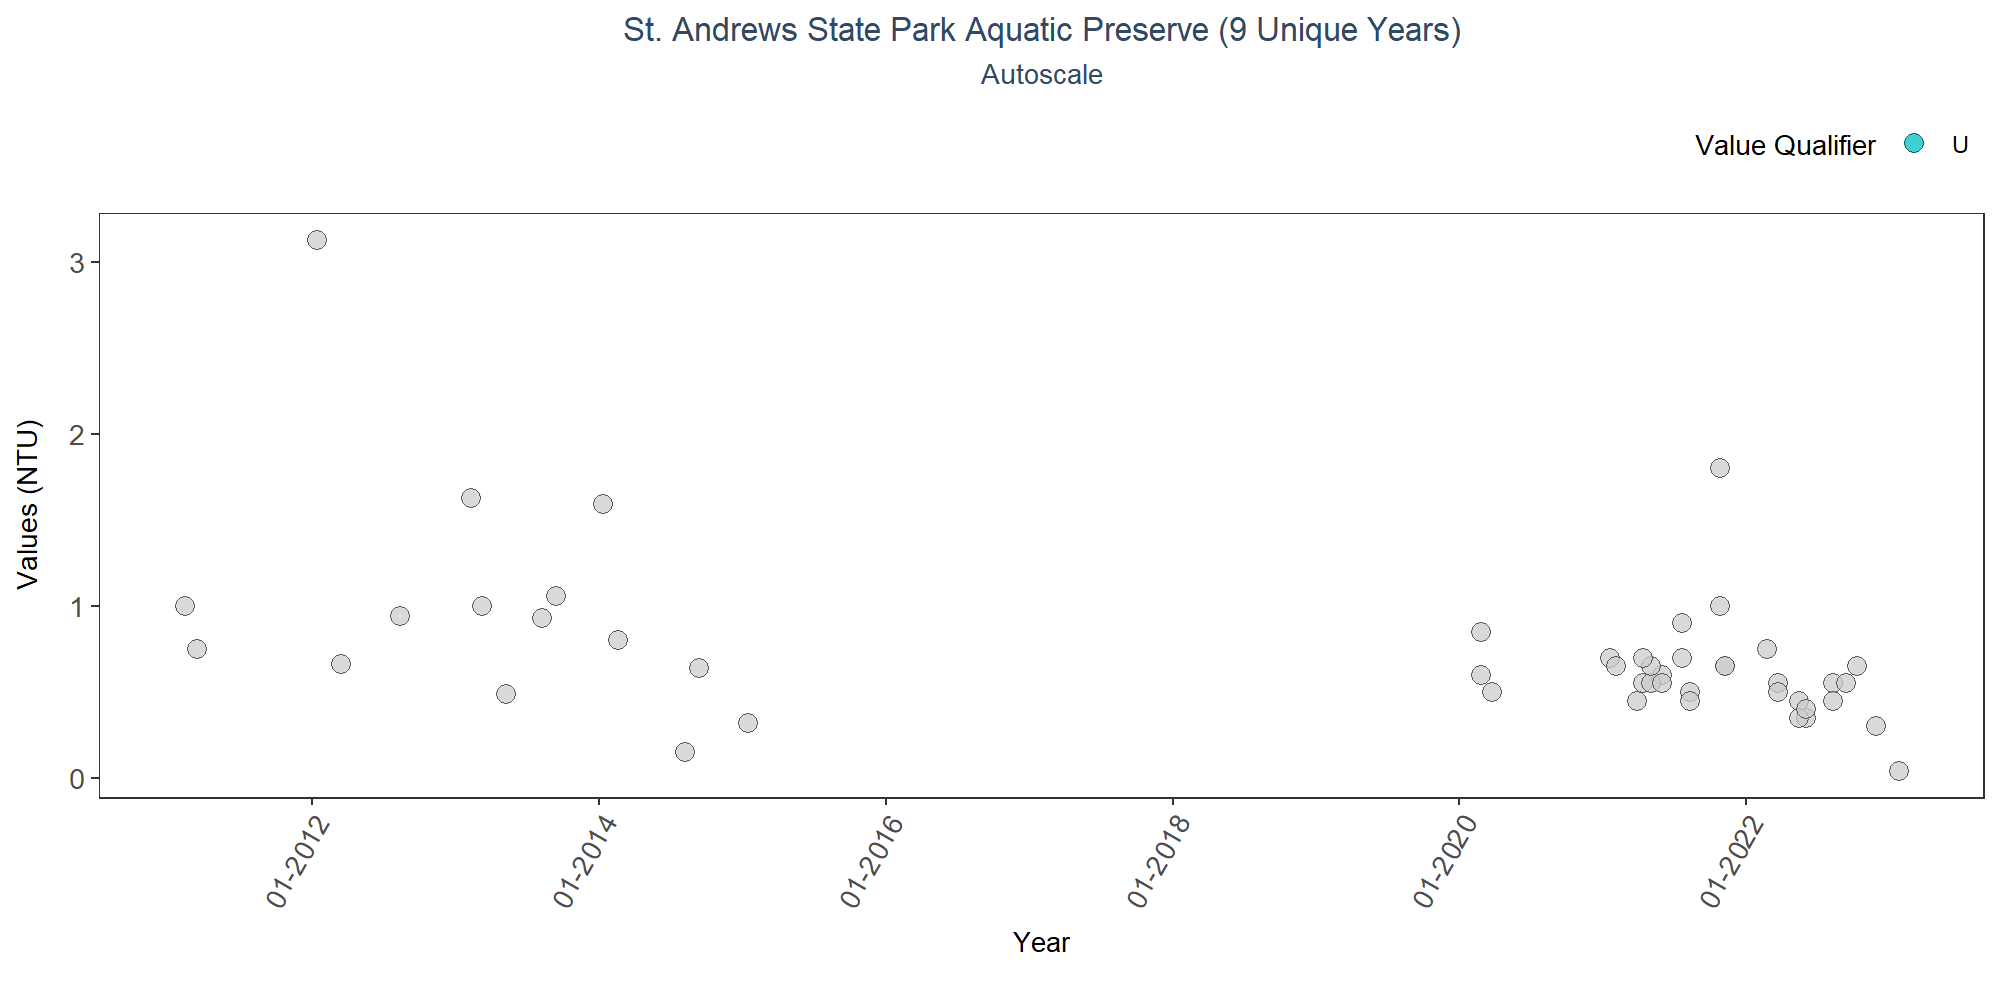 St. Andrews State Park Aquatic Preserve (9 Unique Years)
Autoscale
Value Qualifier U
3
2
1
0
Values (NTU)
01-2012 01-2014 01-2016 01-2018 01-2020 01-2022
Year